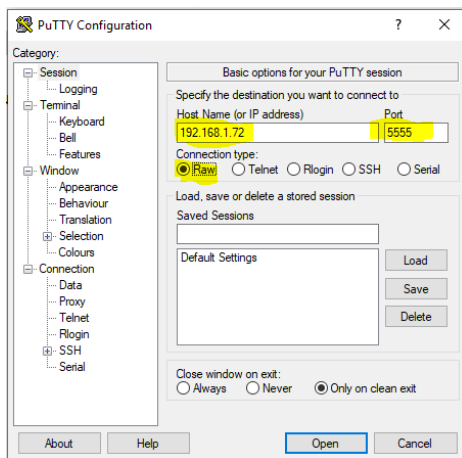 PuTTY Configuration ? ×
Category:
Session
Logging
Terminal
Keyboard
Bell
Features
Window
Appearance
Behaviour
Translation
Selection
Colours
Connection
Data
Proxy
Telnet
Rlogin
SSH
Serial
Basic options for your PuTTY session
Specify the destination you want to connect to
Host Name (or IP address) Port
192.168.1.72 5555
Connection type:
Raw Telnet Rlogin SSH Serial
Load, save or delete a stored session
Saved Sessions
Default Settings
Load
Save
Delete
Close window on exit:
Always Never Only on clean exit
About Help Open Cancel